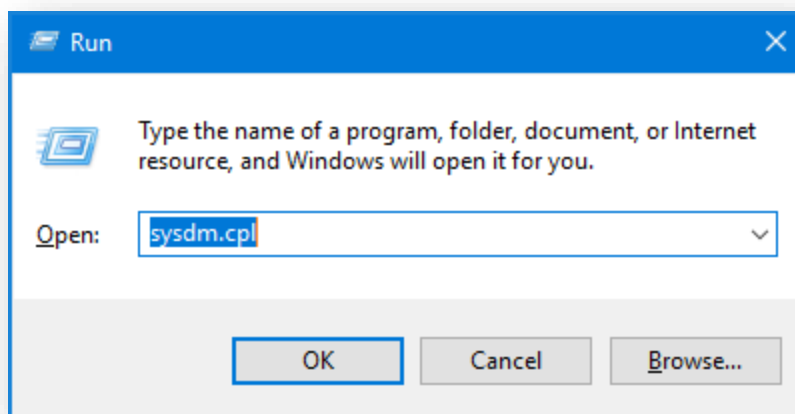 Run
Type the name of a program, folder, document, or Internet
resource, and Windows will open it for you.
Open: sysdm.cpl
OK Cancel Browse...